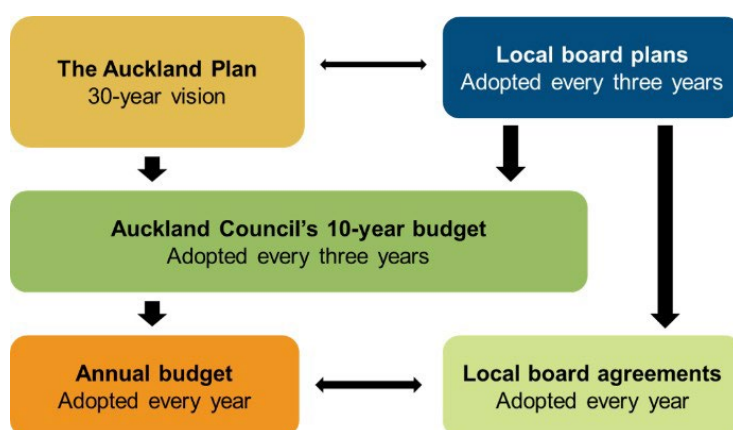 The Auckland Plan
30-year vision
Local board plans
Adopted every three years
Auckland Council's 10-year budget
Adopted every three years
Annual budget
Adopted every year
Local board agreements
Adopted every year